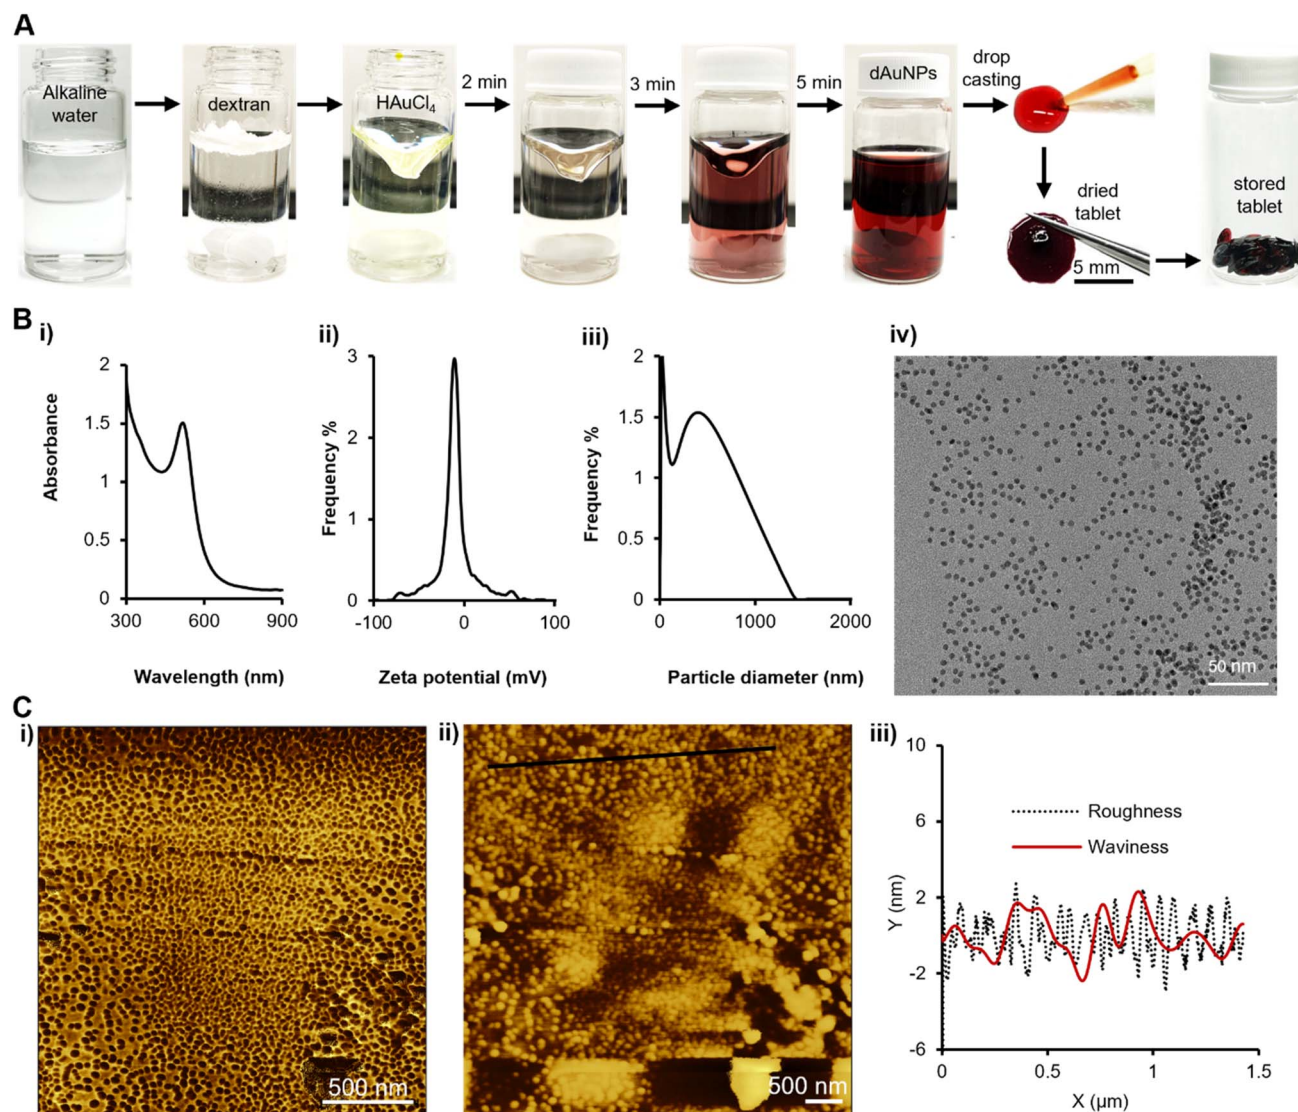 A
Alkaline
water
dextran
HAuCl₄
2 min
3 min
5 min
dAuNPs
drop
casting
dried
tablet
5 mm
stored
tablet
B
i)
2
1.5
1
0.5
0
300
600
900
Absorbance
Wavelength (nm)
ii)
3
2
1
0
-100
0
100
Frequency %
Zeta potential (mV)
iii)
2
1.5
1
0.5
0
0
1000
2000
Frequency %
Particle diameter (nm)
iv)
50 nm
C
i)
500 nm
ii)
500 nm
iii)
10
6
2
-2
-6
Y (nm)
Roughness
Waviness
0
0.5
1
1.5
X (µm)